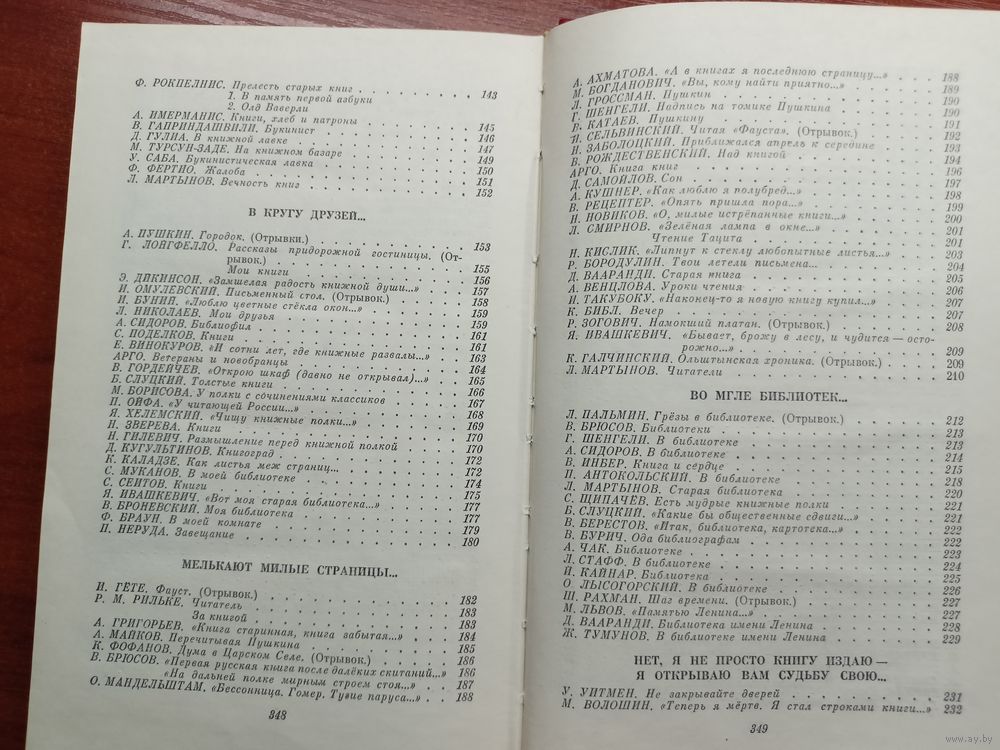 Ф. РОКПЕЛНИС. Прелесть старых книг . . . 143
1. В память первой азбуки
2. Олд Ваверли
А. ИМЕРМАНИС. Книги, хлеб и патроны . . . 145
В. ГАПРИНДАШВИЛИ. Букинист . . . 146
Д. ГУЛИА. В книжной лавке . . . 147
М. ТУРСУН-ЗАДЕ. На книжном базаре . . . 149
У. САБА. Букинистическая лавка . . . 150
Ф. ФЕРТИО. Жалоба . . . 151
Л. МАРТЫНОВ. Вечность книг . . . 152
В КРУГУ ДРУЗЕЙ...
А. ПУШКИН. Городок. (Отрывки.) . . . 153
Г. ЛОНГФЕЛЛО. Рассказы придорожной гостиницы. (От-
рывок.) . . . 155
Мои книги
Э. ДИКИНСОН. «Замшелая радость книжной души...» . . . 156
И. ОМУЛЕВСКИЙ. Письменный стол. (Отрывок.) . . . 157
И. БУНИН. «Люблю цветные стёкла окон...» . . . 158
Л. НИКОЛАЕВ. Мои друзья . . . 159
А. СИДОРОВ. Библиофил . . . 159
С. ПОДЕЛКОВ. Книги . . . 161
Е. ВИНОКУРОВ. «И сотни лет, где книжные развалы...» . . . 161
АРГО. Ветераны и новобранцы . . . 163
В. ГОРДЕЙЧЕВ. «Открою шкаф (давно не открывал)...» . . . 164
Б. СЛУЦКИЙ. Толстые книги . . . 165
М. БОРИСОВА. У полки с сочинениями классиков . . . 166
П. ОЙФА. «У читающей России...» . . . 167
Я. ХЕЛЕМСКИЙ. «Чищу книжные полки...» . . . 168
Н. ЗВЕРЕВА. Книги . . . 169
Н. ГИЛЕВИЧ. Размышление перед книжной полкой . . . 170
Д. КУГУЛЬТИНОВ. Книгоград . . . 170
К. КАЛАДЗЕ. Как листья меж страниц... . . . 172
С. МУКАНОВ. В моей библиотеке . . . 172
С. СЕИТОВ. Книги . . . 174
Я. ИВАШКЕВИЧ. «Вот моя старая библиотека...» . . . 175
В. БРОНЕВСКИЙ. Моя библиотека . . . 177
Ф. БРАУН. В моей комнате . . . 177
П. НЕРУДА. Завещание . . . 179
180
МЕЛЬКАЮТ МИЛЫЕ СТРАНИЦЫ...
И. ГЁТЕ. Фауст. (Отрывок.) . . . 182
Р. М. РИЛЬКЕ. Читатель . . . 183
За книгой . . . 183
А. ГРИГОРЬЕВ. «Книга старинная, книга забытая...» . . . 184
А. МАЙКОВ. Перечитывая Пушкина . . . 185
К. ФОФАНОВ. Дума в Царском Селе. (Отрывок.) . . . 186
В. БРЮСОВ. «Первая русская книга после далёких скитаний...» . 186
«На дальней полке мирным строем стоя...» . . 187
О. МАНДЕЛЬШТАМ. «Бессонница. Гомер. Тугие паруса...» . . 188
348
А. АХМАТОВА. «А в книгах я последнюю страницу...» . . . 188
М. БОГДАНОВИЧ. «Вы, кому найти приятно...» . . . 189
Л. ГРОССМАН. Пушкин . . . 190
Г. ШЕНГЕЛИ. Надпись на томике Пушкина . . . 190
В. КАТАЕВ. Пушкину . . . 191
И. СЕЛЬВИНСКИЙ. Читая «Фауста». (Отрывок.) . . . 192
Н. ЗАБОЛОЦКИЙ. Приближался апрель к середине . . . 193
В. РОЖДЕСТВЕНСКИЙ. Над книгой . . . 194
АРГО. Книга книг . . . 196
Д. САМОЙЛОВ. Сон . . . 197
А. КУШНЕР. «Как люблю я полубред...» . . . 198
В. РЕЦЕПТЕР. «Опять пришла пора...» . . . 199
И. НОВИКОВ. «О, милые истрёпанные книги...» . . . 200
Л. СМИРНОВ. «Зелёная лампа в окне...» . . . 201
Чтение Тацита . . . 201
Н. КИСЛИК. «Липнут к стеклу любопытные листья...» . . . 203
Р. БОРОДУЛИН. Твои летели письмена... . . . 204
Д. ВААРАНДИ. Старая книга . . . 205
А. ВЕНЦЛОВА. Уроки чтения . . . 206
И. ТАКУБОКУ. «Наконец-то я новую книгу купил...» . . . 207
К. БИБЛ. Вечер . . . 207
Р. ЗОГОВИЧ. Намокший платан. (Отрывок.) . . . 208
Я. ИВАШКЕВИЧ. «Бывает, брожу в лесу, и чудится — осто-
рожно...» . . . 209
К. ГАЛЧИНСКИЙ. Ольштынская хроника. (Отрывок.) . . . 209
Л. МАРТЫНОВ. Читатели . . . 210
ВО МГЛЕ БИБЛИОТЕК...
Л. ПАЛЬМИН. Грёзы в библиотеке. (Отрывок.) . . . 212
В. БРЮСОВ. Библиотеки . . . 213
Г. ШЕНГЕЛИ. В библиотеке . . . 213
А. СИДОРОВ. В библиотеке . . . 214
В. ИНБЕР. Книга и сердце . . . 215
П. АНТОКОЛЬСКИЙ. В библиотеке . . . 218
Л. МАРТЫНОВ. Старая библиотека . . . 220
С. ЩИПАЧЕВ. Есть мудрые книжные полки . . . 221
Б. СЛУЦКИЙ. «Какие бы общественные сдвиги...» . . . 221
В. БЕРЕСТОВ. «Итак, библиотека, картотека...» . . . 222
В. БУРИЧ. Ода библиографам . . . 222
А. ЧАК. Библиотеке . . . 223
Л. СТАФФ. В библиотеке . . . 224
Й. КАЙНАР. Библиотеки . . . 225
О. ЛЫСОГОРСКИЙ. В библиотеке . . . 226
Ш. РАХМАН. Шаг времени. (Отрывок.) . . . 227
М. ЛЬВОВ. «Памятью Ленина...» . . . 227
Д. ВААРАНДИ. Библиотека имени Ленина . . . 228
Ж. ТУМУНОВ. В библиотеке имени Ленина . . . 229
НЕТ, Я НЕ ПРОСТО КНИГУ ИЗДАЮ —
Я ОТКРЫВАЮ ВАМ СУДЬБУ СВОЮ...
У. УИТМЕН. Не закрывайте дверей . . . 231
М. ВОЛОШИН. «Теперь я мёртв. Я стал строками книги...» . . 232
349
www.ay.by